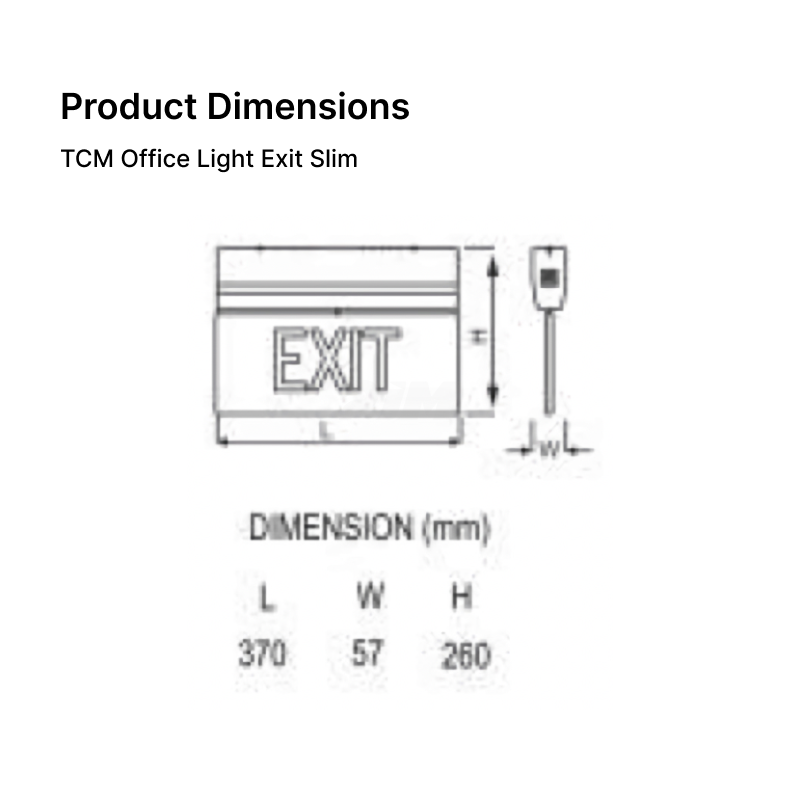 Product Dimensions
TCM Office Light Exit Slim
EXIT
H
L
W
DIMENSION (mm)
L W H
370 57 260